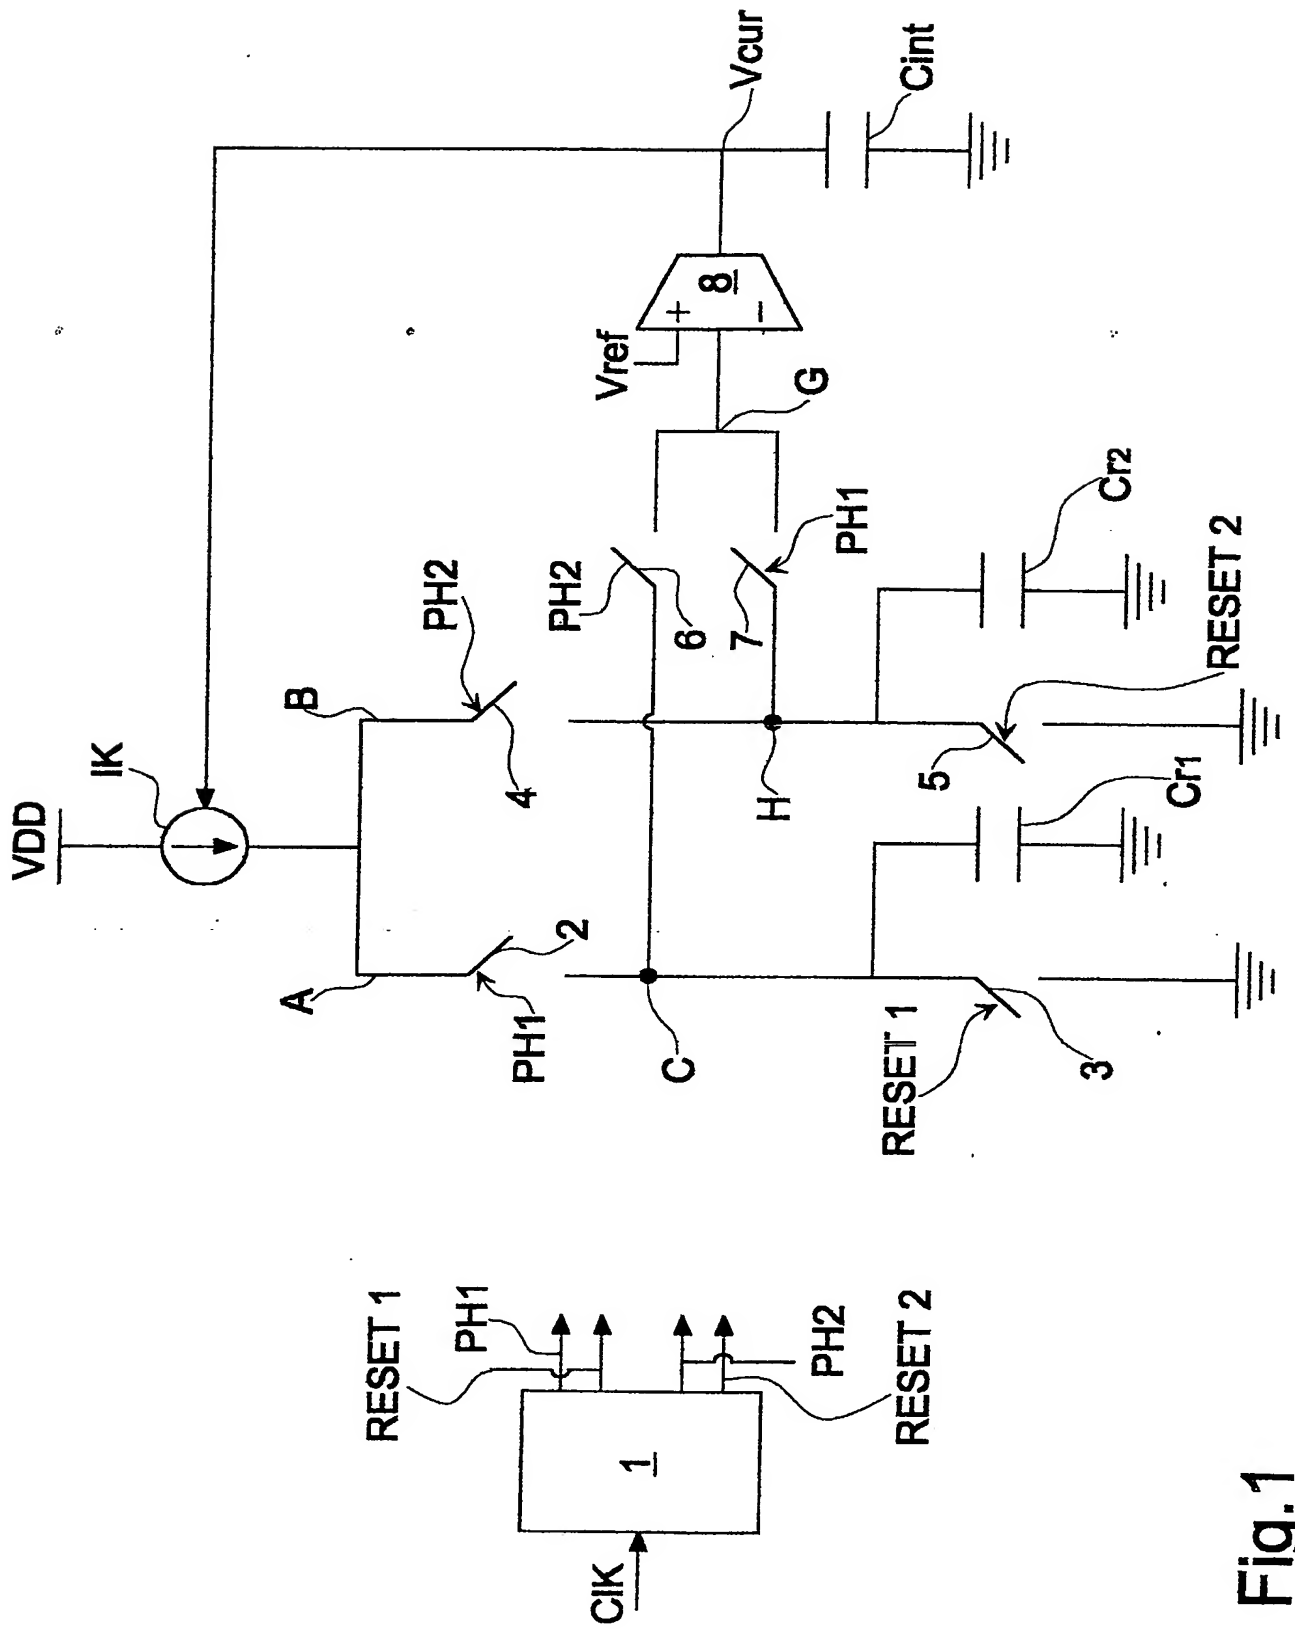 VDD
IK
A
B
PH1
2
PH2
4
C
H
PH2
6
7
PH1
G
Vref
+
-
8
Vcur
Cint
RESET 1
3
Cr1
5
RESET 2
Cr2
ClK
1
RESET 1
PH1
PH2
RESET 2
Fig.1